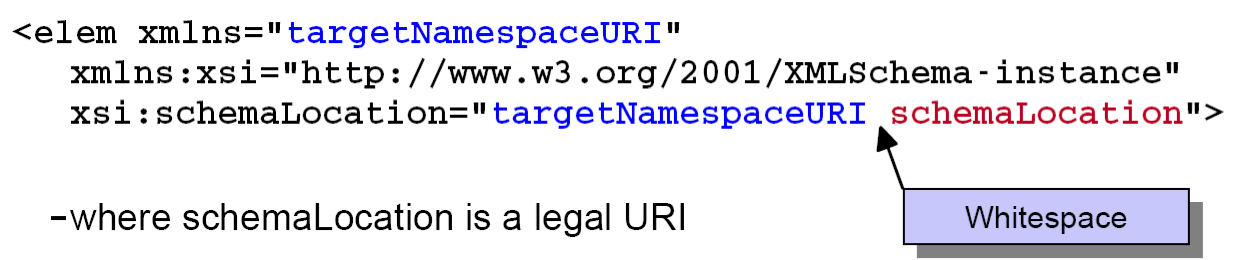 <elem xmlns="targetNamespaceURI"
xmlns:xsi="http://www.w3.org/2001/XMLSchema-instance"
xsi:schemaLocation="targetNamespaceURI schemaLocation">
–where schemaLocation is a legal URI
Whitespace